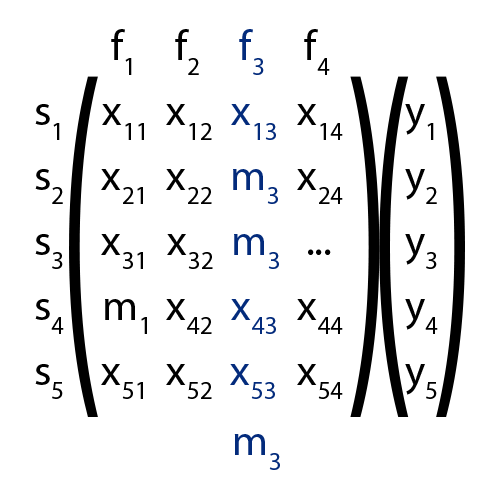 f₁ f₂ f₃ f₄
s₁ x₁₁ x₁₂ x₁₃ x₁₄ y₁
s₂ x₂₁ x₂₂ m₃ x₂₄ y₂
s₃ x₃₁ x₃₂ m₃ ... y₃
s₄ m₁ x₄₂ x₄₃ x₄₄ y₄
s₅ x₅₁ x₅₂ x₅₃ x₅₄ y₅
m₃